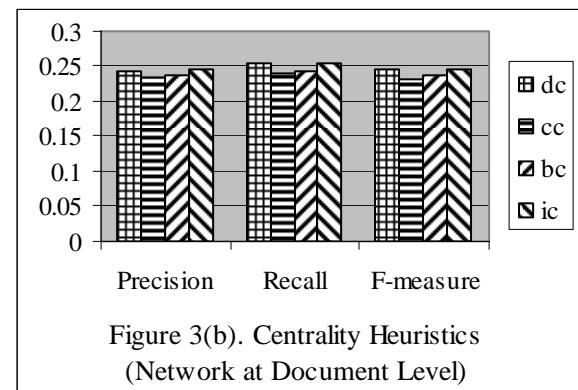 0.3
0.25
0.2
0.15
0.1
0.05
0
Precision Recall F-measure
dc
cc
bc
ic
Figure 3(b). Centrality Heuristics
(Network at Document Level)